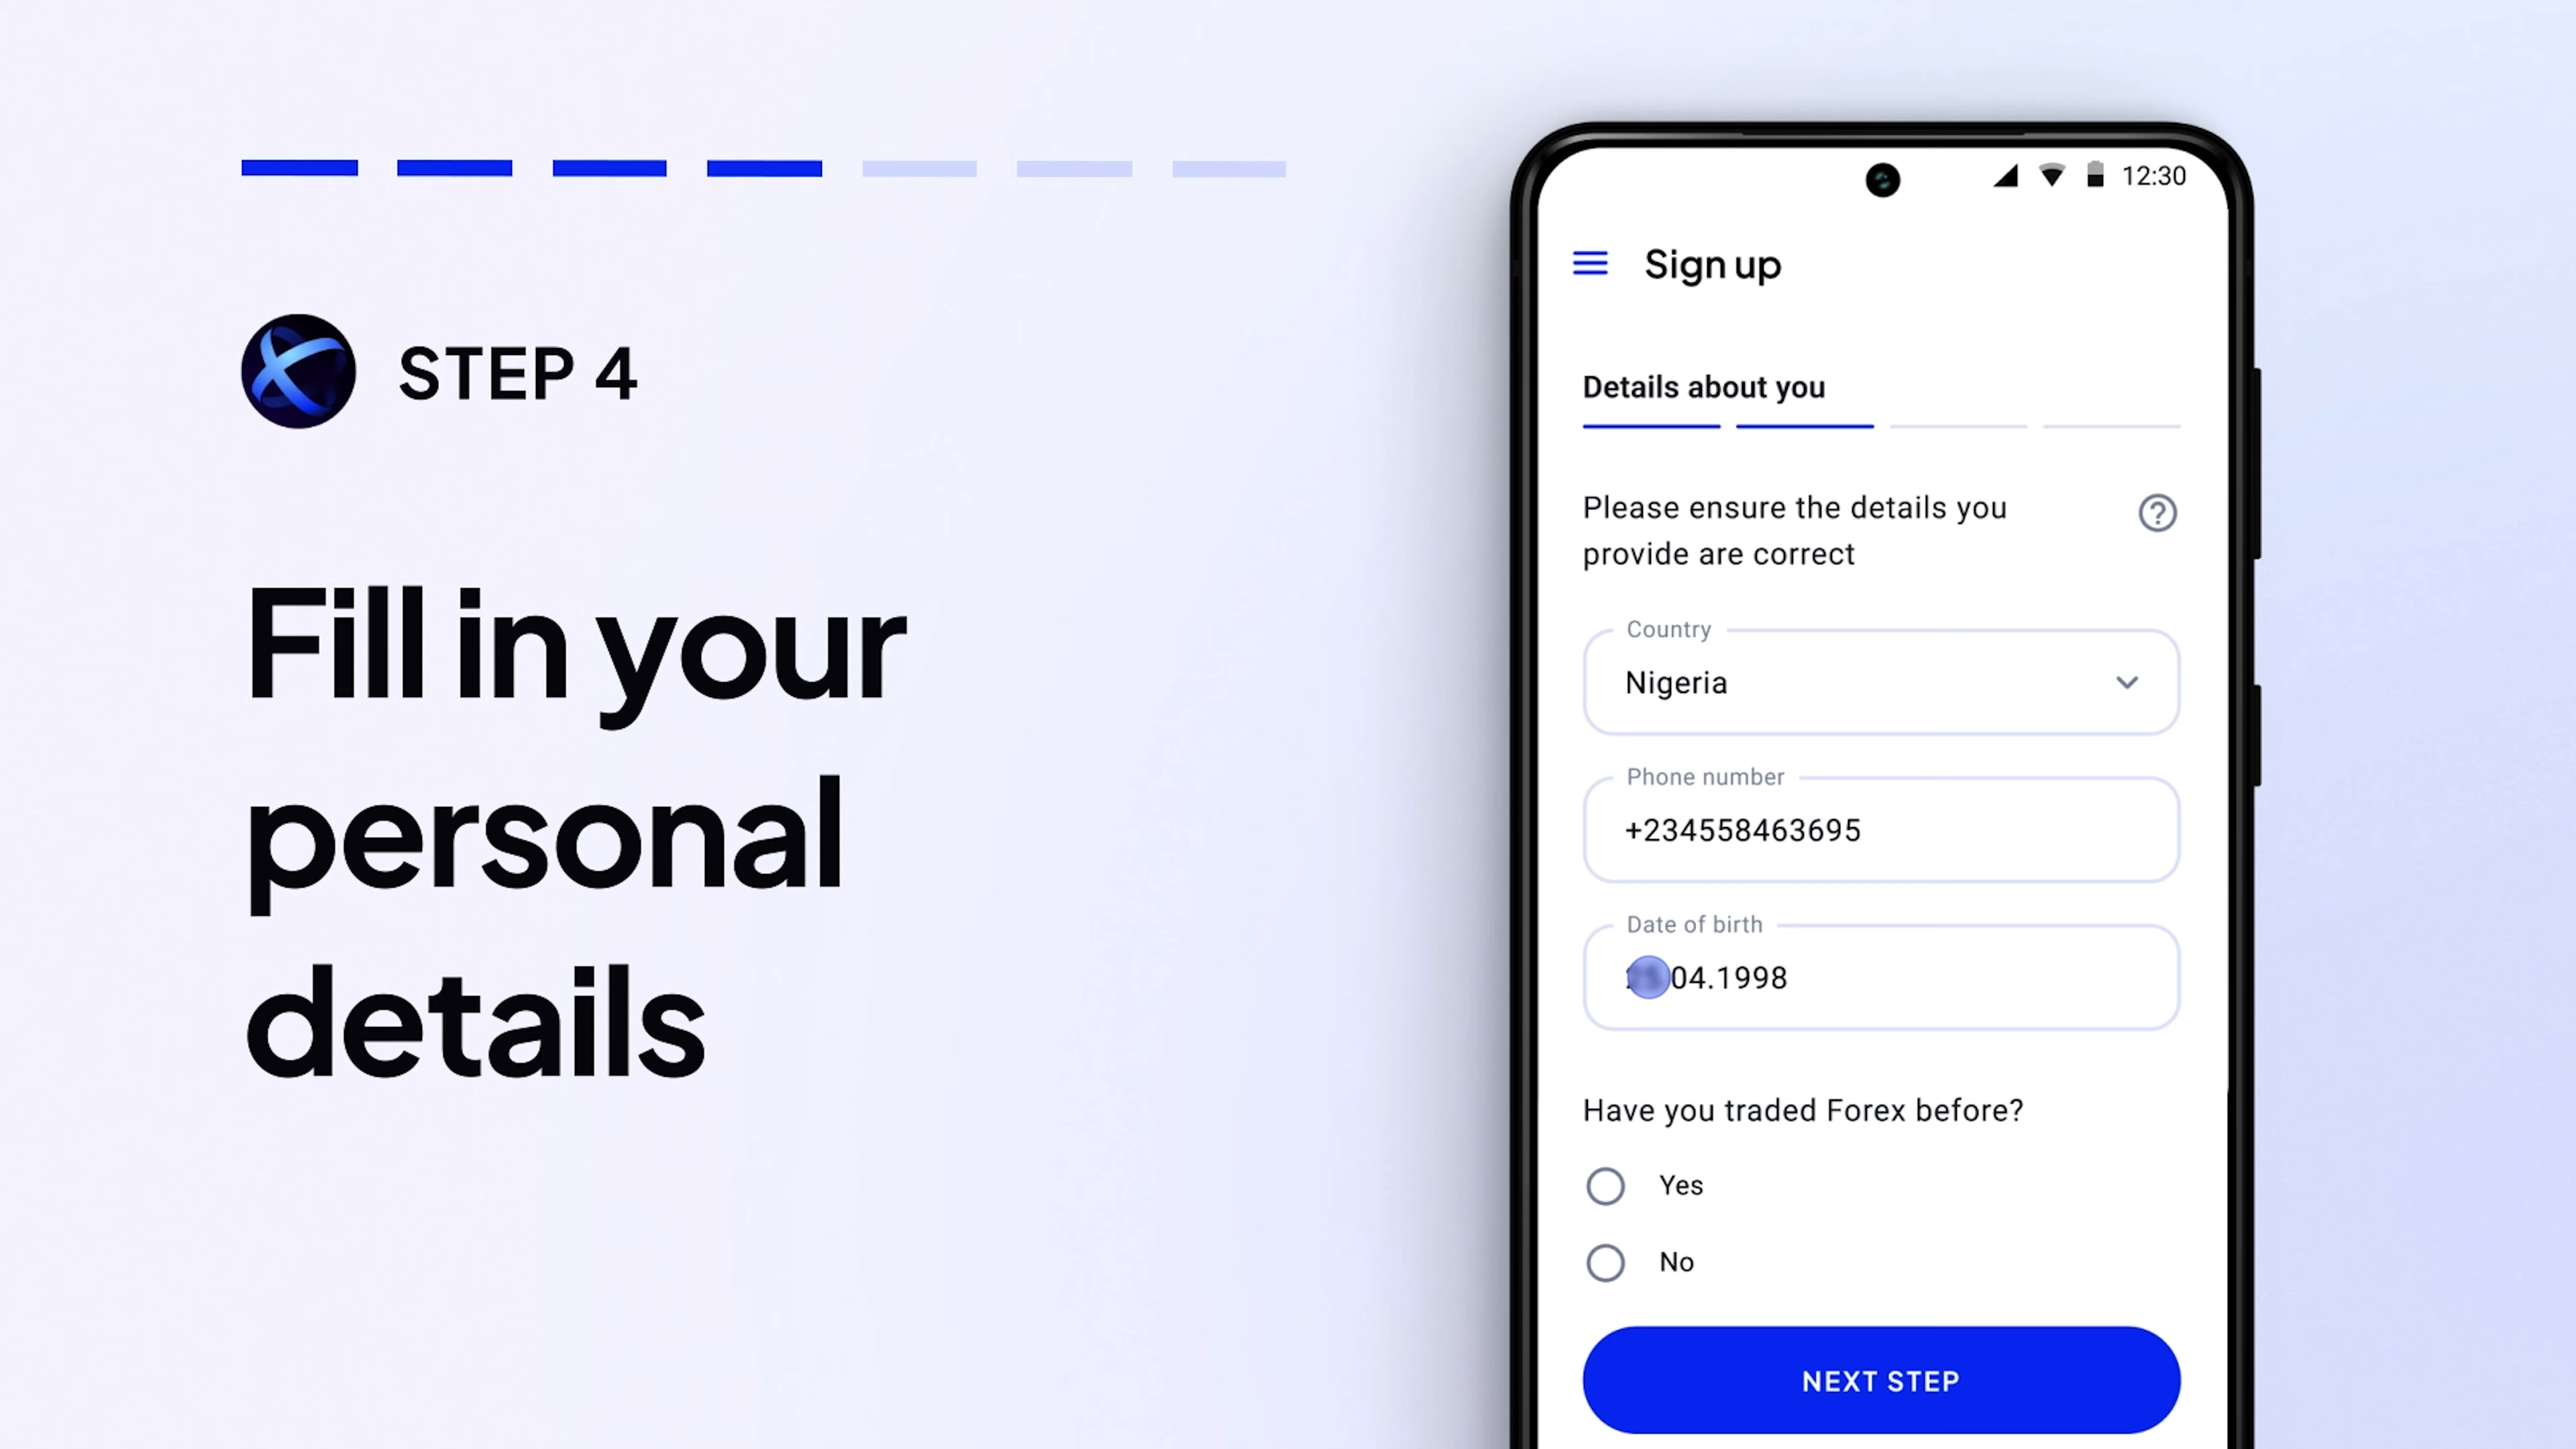 STEP 4
Fill in your
personal
details
12:30
Sign up
Details about you
Please ensure the details you
provide are correct
Country
Nigeria
Phone number
+234558463695
Date of birth
04.1998
Have you traded Forex before?
Yes
No
NEXT STEP